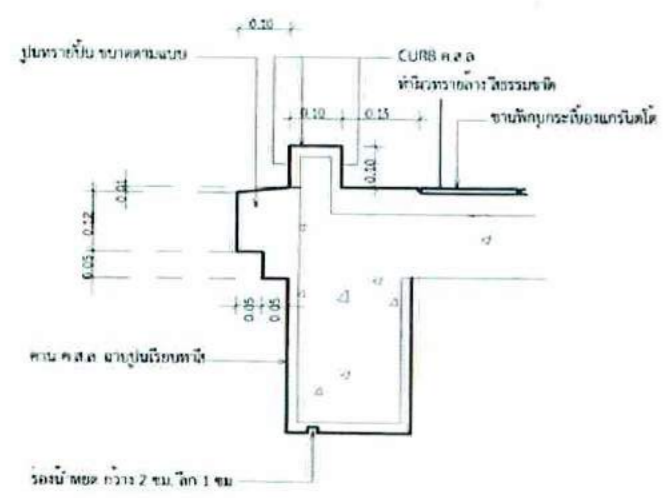 0.10
ปูนทรายปั้น ขนาดตามแบบ
CURB ค.ส.ล
ทำผิวทรายล้าง สีธรรมชาติ
0.10
0.15
ชานพักปูกระเบื้องแกรนิตโต้
0.10
0.01
0.12
0.05
0.05
0.05
คาน ค.ส.ล ฉาบปูนเรียบทาสี
ร่องน้ำหยด กว้าง 2 ซม. ลึก 1 ซม